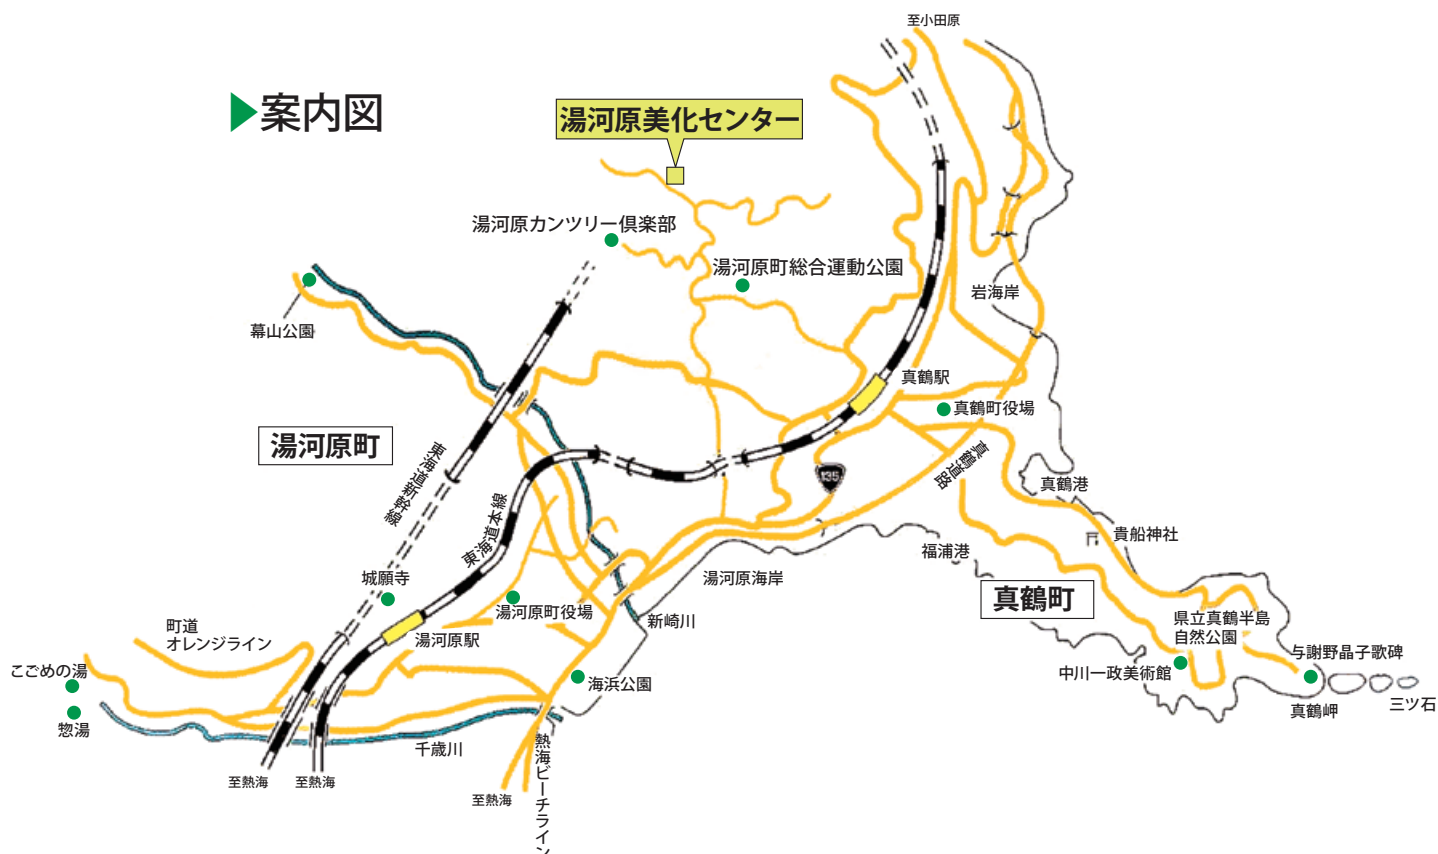 至小田原
案内図
湯河原美化センター
湯河原カンツリー倶楽部
湯河原町総合運動公園
岩海岸
幕山公園
真鶴駅
真鶴町役場
湯河原町
東海道新幹線
真鶴道路
135
真鶴港
東海道本線
貴船神社
福浦港
湯河原海岸
城願寺
真鶴町
湯河原町役場
新崎川
県立真鶴半島
自然公園
町道
オレンジライン
湯河原駅
与謝野晶子歌碑
こごめの湯
海浜公園
中川一政美術館
三ツ石
真鶴岬
惣湯
千歳川
熱海ビーチライン
至熱海
至熱海
至熱海